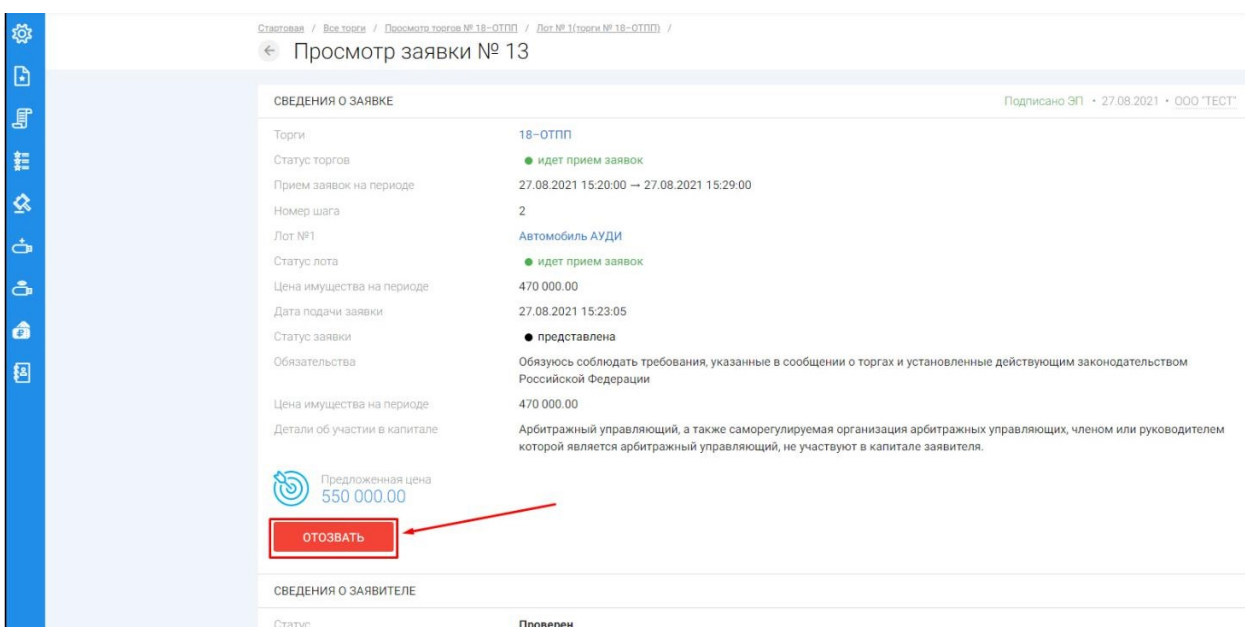 Стартовая / Все торги / Просмотр торгов № 18-ОТПП / Лот № 1(торги № 18-ОТПП) /
Просмотр заявки № 13
СВЕДЕНИЯ О ЗАЯВКЕ Подписано ЭП • 27.08.2021 • ООО "ТЕСТ"
Торги 18-ОТПП
Статус торгов идет прием заявок
Прием заявок на периоде 27.08.2021 15:20:00 → 27.08.2021 15:29:00
Номер шага 2
Лот №1 Автомобиль АУДИ
Статус лота идет прием заявок
Цена имущества на периоде 470 000.00
Дата подачи заявки 27.08.2021 15:23:05
Статус заявки представлена
Обязательства Обязуюсь соблюдать требования, указанные в сообщении о торгах и установленные действующим законодательством
Российской Федерации
Цена имущества на периоде 470 000.00
Детали об участии в капитале Арбитражный управляющий, а также саморегулируемая организация арбитражных управляющих, членом или руководителем
которой является арбитражный управляющий, не участвуют в капитале заявителя.
Предложенная цена
550 000.00
ОТОЗВАТЬ
СВЕДЕНИЯ О ЗАЯВИТЕЛЕ
Статус Проверен